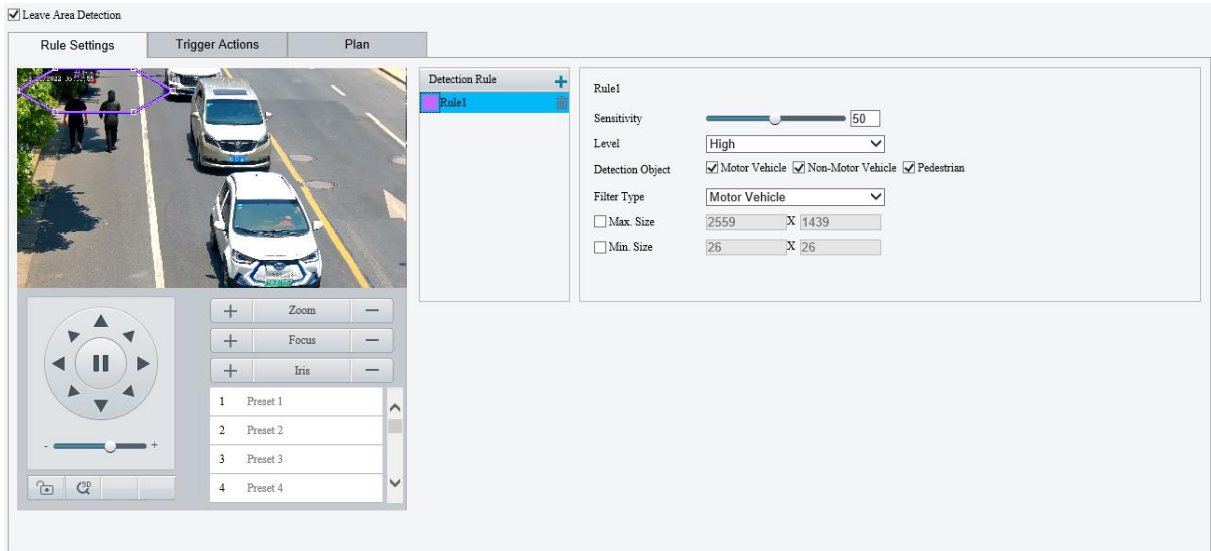 Leave Area Detection
Rule Settings Trigger Actions Plan
Detection Rule
Rule1
Rule1
Sensitivity 50
Level High
Detection Object Motor Vehicle Non-Motor Vehicle Pedestrian
Filter Type Motor Vehicle
Max. Size 2559 X 1439
Min. Size 26 X 26
+ Zoom −
+ Focus −
+ Iris −
- +
3D
1 Preset 1
2 Preset 2
3 Preset 3
4 Preset 4